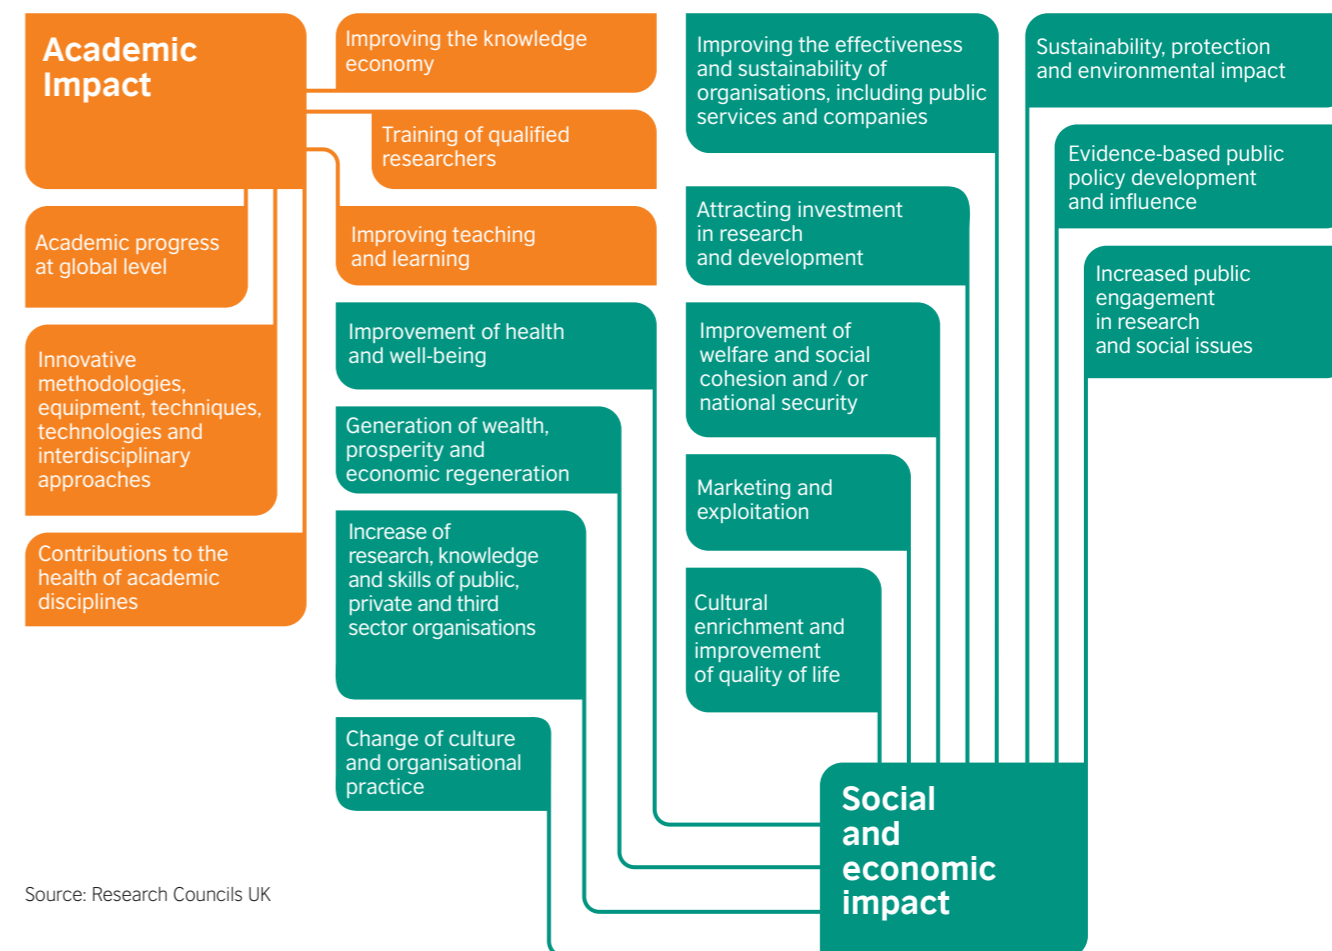 Academic
Impact
Improving the knowledge
economy
Training of qualified
researchers
Improving teaching
and learning
Academic progress
at global level
Innovative
methodologies,
equipment, techniques,
technologies and
interdisciplinary
approaches
Contributions to the
health of academic
disciplines
Improvement of health
and well-being
Generation of wealth,
prosperity and
economic regeneration
Increase of
research, knowledge
and skills of public,
private and third
sector organisations
Change of culture
and organisational
practice
Improving the effectiveness
and sustainability of
organisations, including public
services and companies
Attracting investment
in research
and development
Improvement of
welfare and social
cohesion and / or
national security
Marketing and
exploitation
Cultural
enrichment and
improvement
of quality of life
Sustainability, protection
and environmental impact
Evidence-based public
policy development
and influence
Increased public
engagement
in research
and social issues
Social
and
economic
impact
Source: Research Councils UK